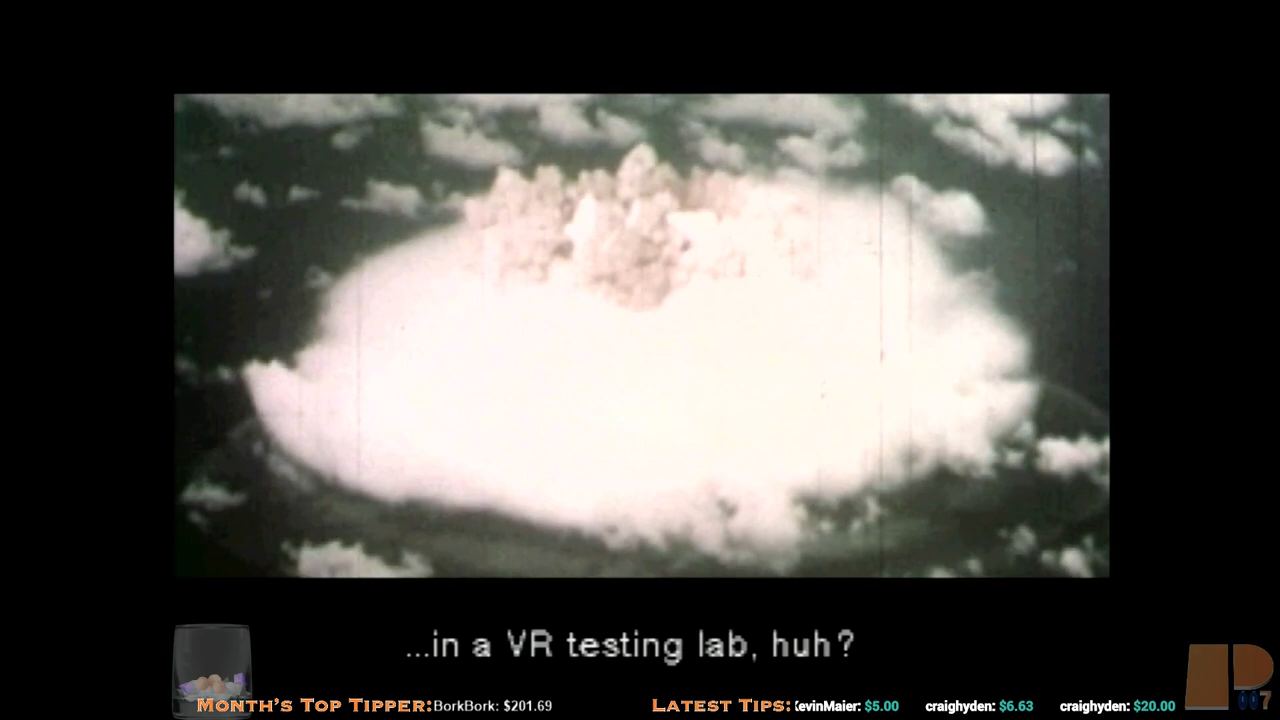 ...in a VR testing lab, huh?
MONTH'S TOP TIPPER: BorkBork: $201.69
LATEST TIPS: evinMaier: $5.00 craighyden: $6.63 craighyden: $20.00
P
007